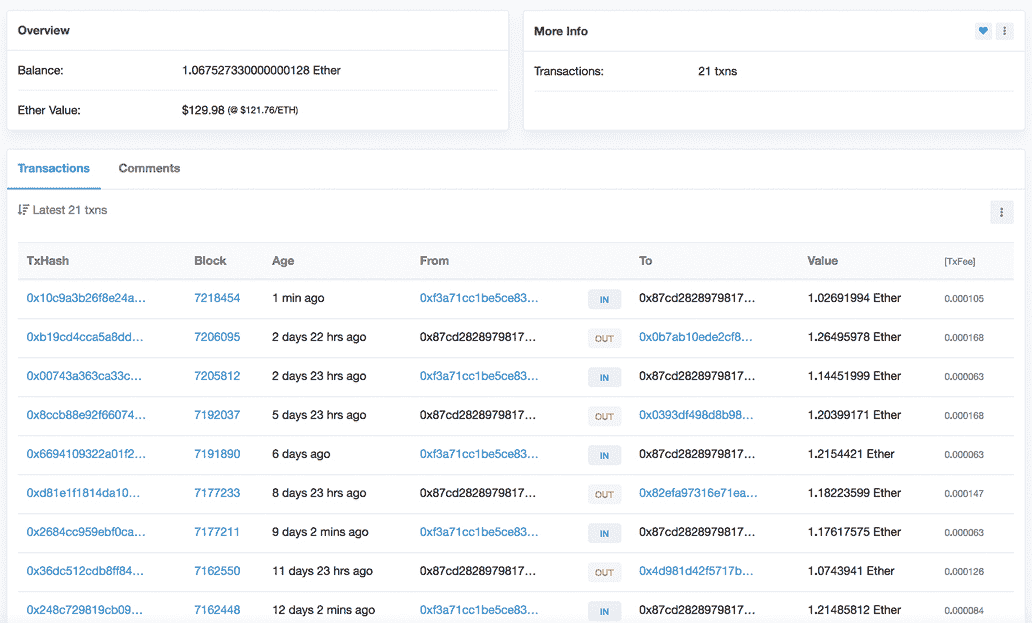 Overview
Balance: 1.067527330000000128 Ether
Ether Value: $129.98 (@ $121.76/ETH)
More Info
Transactions: 21 txns
Transactions Comments
Latest 21 txns
TxHash Block Age From To Value [TxFee]
0x10c9a3b26f8e24a... 7218454 1 min ago 0xf3a71cc1be5ce83... IN 0x87cd2828979817... 1.02691994 Ether 0.000105
0xb19cd4cca5a8dd... 7206095 2 days 22 hrs ago 0x87cd2828979817... OUT 0x0b7ab10ede2cf8... 1.26495978 Ether 0.000168
0x00743a363ca33c... 7205812 2 days 23 hrs ago 0xf3a71cc1be5ce83... IN 0x87cd2828979817... 1.14451999 Ether 0.000063
0x8ccb88e92f66074... 7192037 5 days 23 hrs ago 0x87cd2828979817... OUT 0x0393df498d8b98... 1.20399171 Ether 0.000168
0x6694109322a01f2... 7191890 6 days ago 0xf3a71cc1be5ce83... IN 0x87cd2828979817... 1.2154421 Ether 0.000063
0xd81e1f1814da10... 7177233 8 days 23 hrs ago 0x87cd2828979817... OUT 0x82efa97316e71ea... 1.18223599 Ether 0.000147
0x2684cc959ebf0ca... 7177211 9 days 2 mins ago 0xf3a71cc1be5ce83... IN 0x87cd2828979817... 1.17617575 Ether 0.000063
0x36dc512cdb8ff84... 7162550 11 days 23 hrs ago 0x87cd2828979817... OUT 0x4d981d42f5717b... 1.0743941 Ether 0.000126
0x248c729819cb09... 7162448 12 days 2 mins ago 0xf3a71cc1be5ce83... IN 0x87cd2828979817... 1.21485812 Ether 0.000084